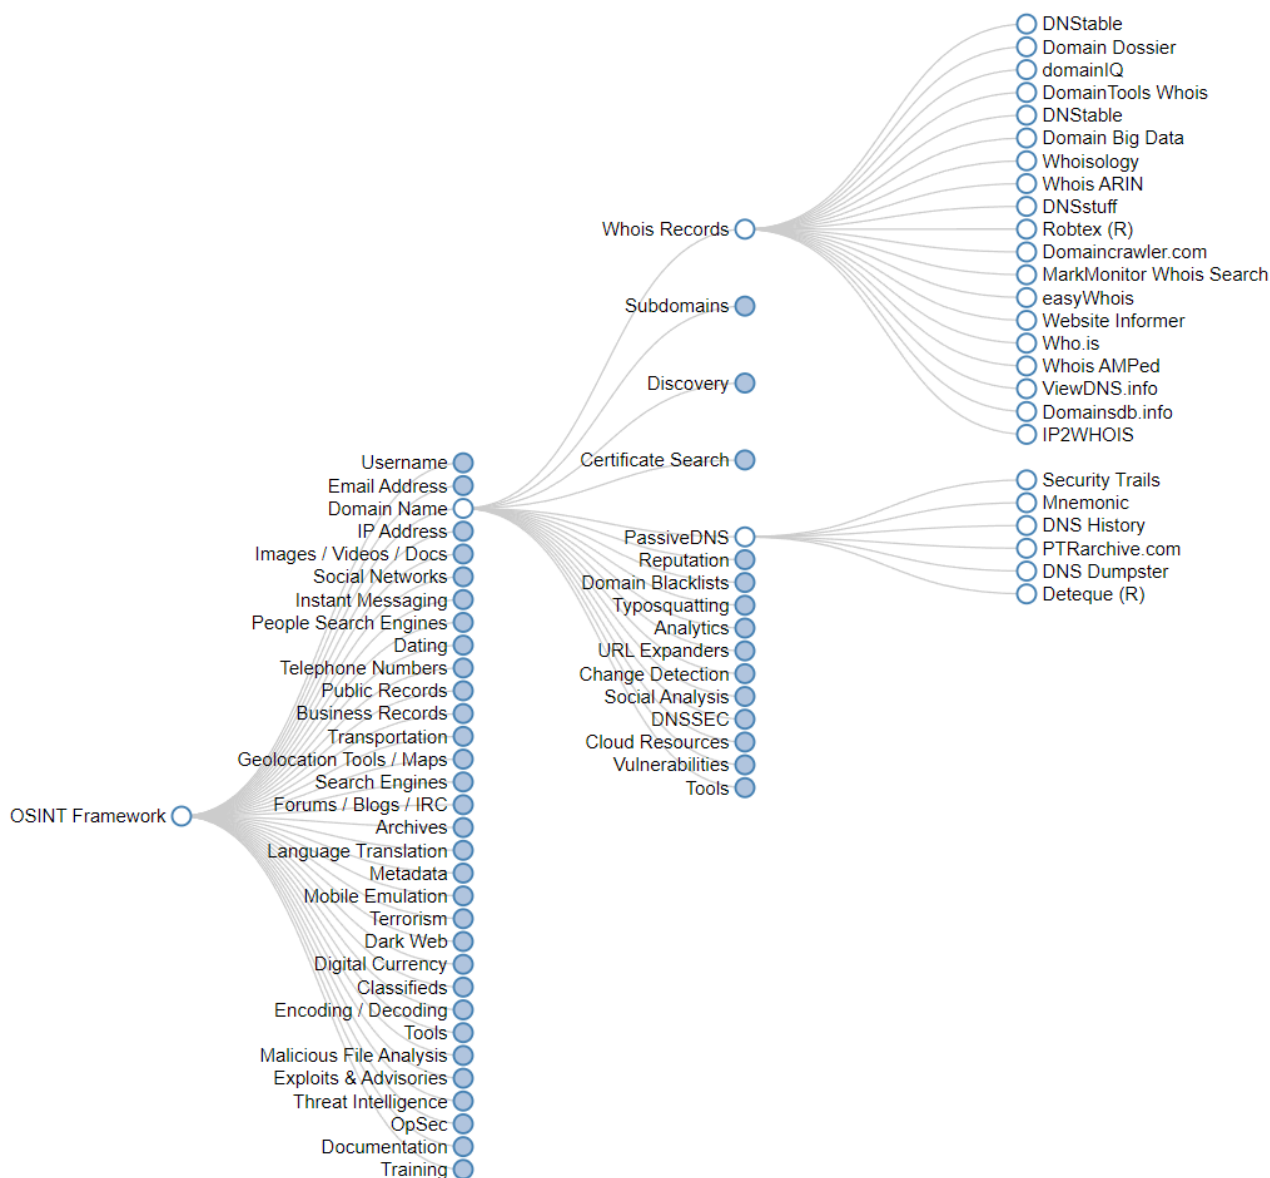 OSINT Framework
Username
Email Address
Domain Name
IP Address
Images / Videos / Docs
Social Networks
Instant Messaging
People Search Engines
Dating
Telephone Numbers
Public Records
Business Records
Transportation
Geolocation Tools / Maps
Search Engines
Forums / Blogs / IRC
Archives
Language Translation
Metadata
Mobile Emulation
Terrorism
Dark Web
Digital Currency
Classifieds
Encoding / Decoding
Tools
Malicious File Analysis
Exploits & Advisories
Threat Intelligence
OpSec
Documentation
Training
Whois Records
Subdomains
Discovery
Certificate Search
PassiveDNS
Reputation
Domain Blacklists
Typosquatting
Analytics
URL Expanders
Change Detection
Social Analysis
DNSSEC
Cloud Resources
Vulnerabilities
Tools
DNStable
Domain Dossier
domainIQ
DomainTools Whois
DNStable
Domain Big Data
Whoisology
Whois ARIN
DNSstuff
Robtex (R)
Domaincrawler.com
MarkMonitor Whois Search
easyWhois
Website Informer
Who.is
Whois AMPed
ViewDNS.info
Domainsdb.info
IP2WHOIS
Security Trails
Mnemonic
DNS History
PTRarchive.com
DNS Dumpster
Deteque (R)